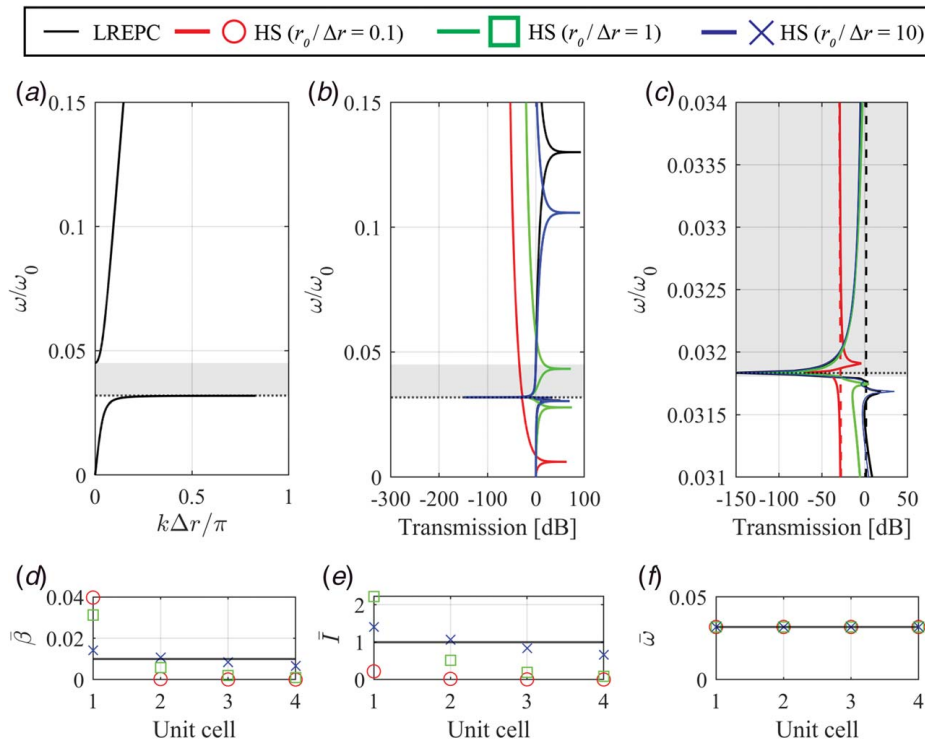 LREPC HS (r₀/Δr = 0.1) HS (r₀/Δr = 1) HS (r₀/Δr = 10)
(a) (b) (c)
0.15
0.1
0.05
0
ω/ω₀
0 0.5 1
kΔr/π
0.15
0.1
0.05
0
ω/ω₀
-300 -200 -100 0 100
Transmission [dB]
0.034
0.0335
0.033
0.0325
0.032
0.0315
0.031
ω/ω₀
-150 -100 -50 0 50
Transmission [dB]
(d) (e) (f)
0.04
0.02
0
β̄
1 2 3 4
Unit cell
2
1
0
Ī
1 2 3 4
Unit cell
0.05
0
ω̄
1 2 3 4
Unit cell